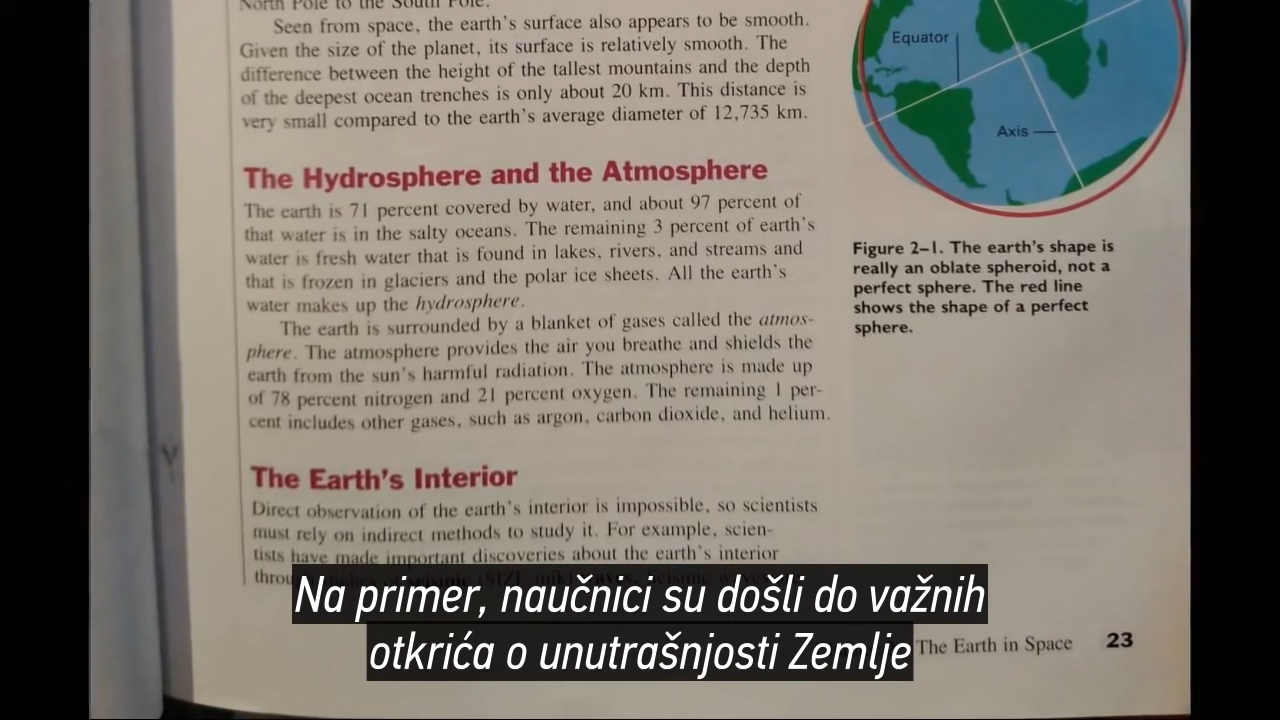 North Pole to the South Pole.
Seen from space, the earth's surface also appears to be smooth.
Given the size of the planet, its surface is relatively smooth. The
difference between the height of the tallest mountains and the depth
of the deepest ocean trenches is only about 20 km. This distance is
very small compared to the earth's average diameter of 12,735 km.
The Hydrosphere and the Atmosphere
The earth is 71 percent covered by water, and about 97 percent of
that water is in the salty oceans. The remaining 3 percent of earth's
water is fresh water that is found in lakes, rivers, and streams and
that is frozen in glaciers and the polar ice sheets. All the earth's
water makes up the hydrosphere.
The earth is surrounded by a blanket of gases called the atmos-
phere. The atmosphere provides the air you breathe and shields the
earth from the sun's harmful radiation. The atmosphere is made up
of 78 percent nitrogen and 21 percent oxygen. The remaining 1 per-
cent includes other gases, such as argon, carbon dioxide, and helium.
The Earth's Interior
Direct observation of the earth's interior is impossible, so scientists
must rely on indirect methods to study it. For example, scien-
tists have made important discoveries about the earth's interior
Equator
Axis
Figure 2–1. The earth's shape is
really an oblate spheroid, not a
perfect sphere. The red line
shows the shape of a perfect
sphere.
Na primer, naučnici su došli do važnih
otkrića o unutrašnjosti Zemlje
The Earth in Space 23